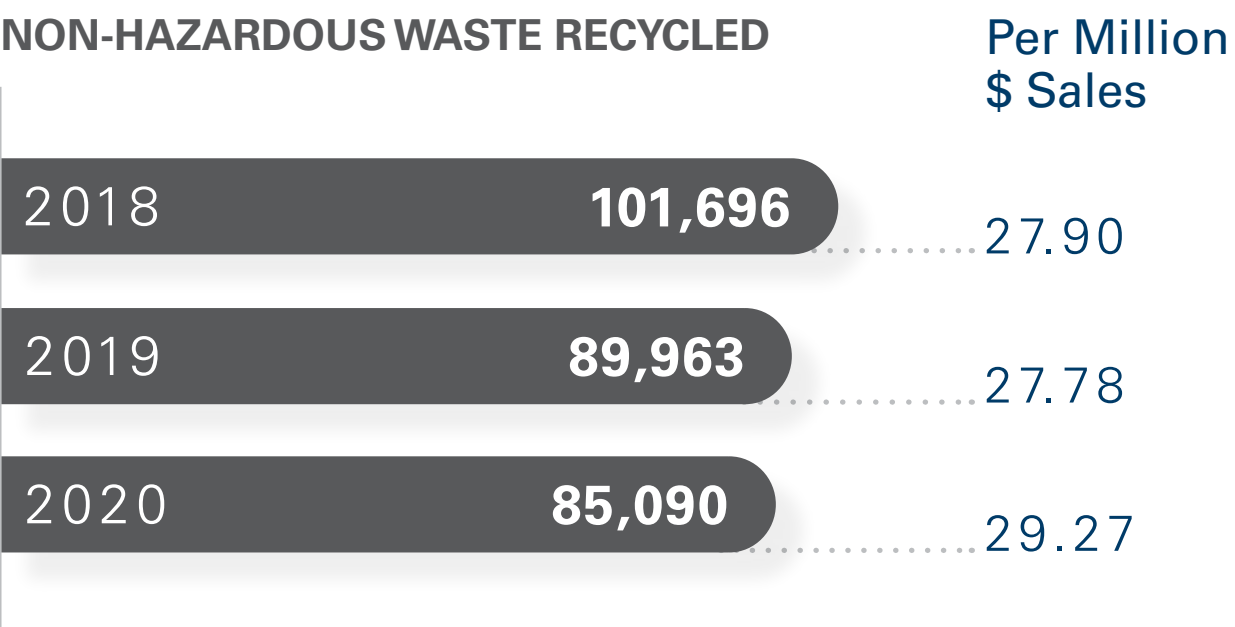 NON-HAZARDOUS WASTE RECYCLED
Per Million
$ Sales
2018 101,696 27.90
2019 89,963 27.78
2020 85,090 29.27